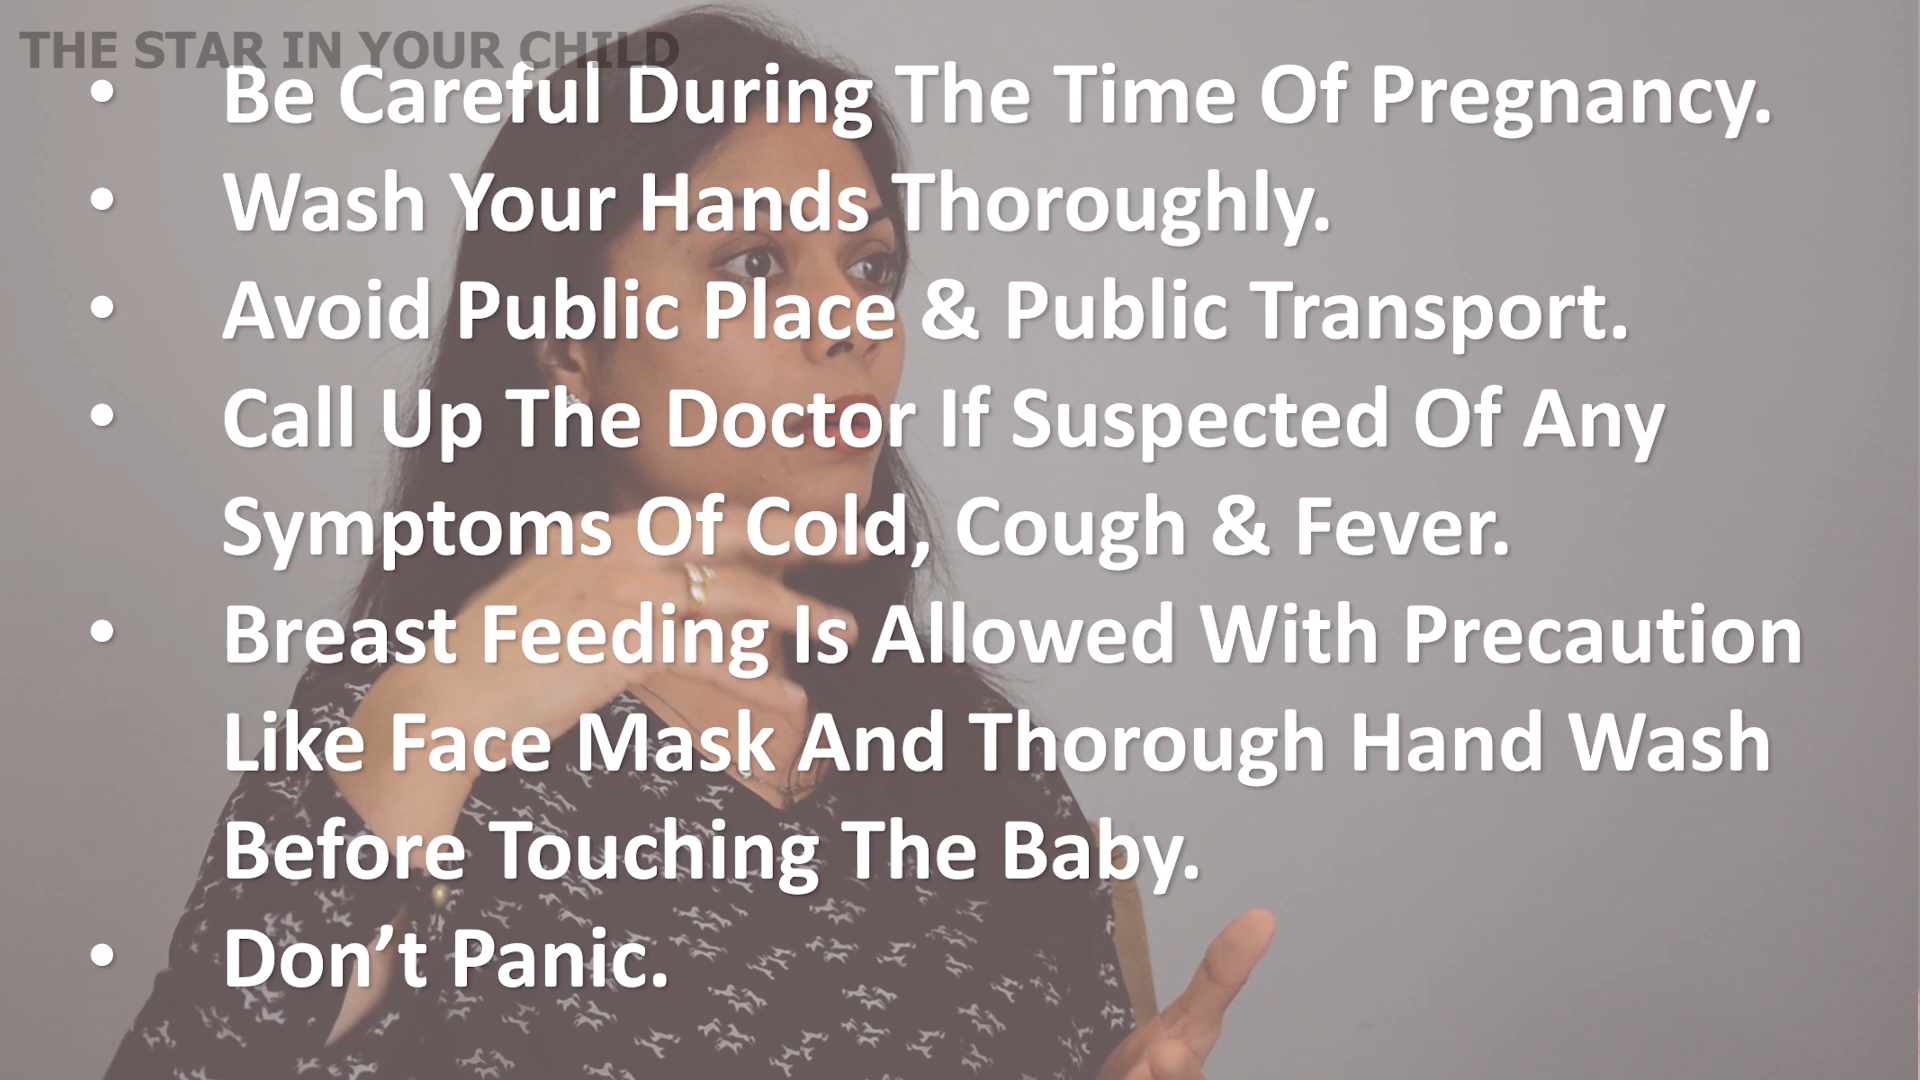 THE STAR IN YOUR CHILD
• Be Careful During The Time Of Pregnancy.
• Wash Your Hands Thoroughly.
• Avoid Public Place & Public Transport.
• Call Up The Doctor If Suspected Of Any
Symptoms Of Cold, Cough & Fever.
• Breast Feeding Is Allowed With Precaution
Like Face Mask And Thorough Hand Wash
Before Touching The Baby.
• Don’t Panic.